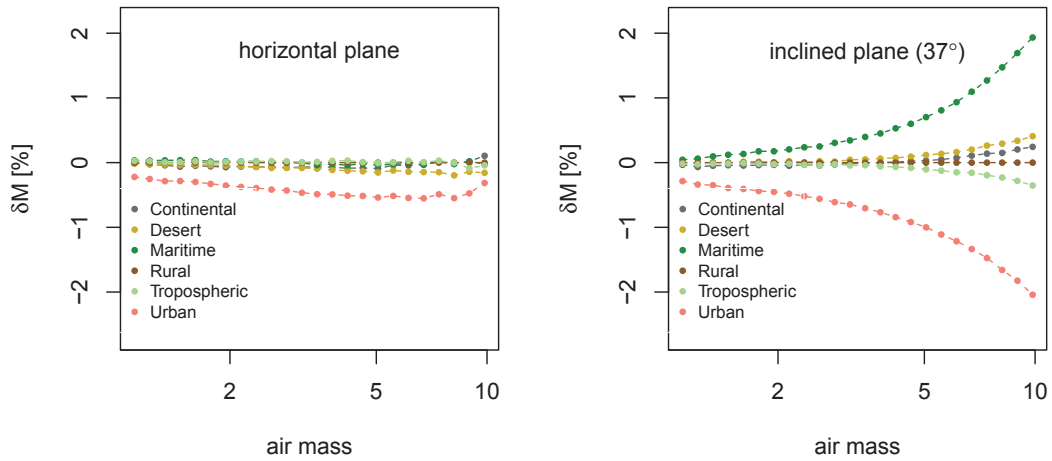 horizontal plane
δM [%]
2
1
0
−1
−2
Continental
Desert
Maritime
Rural
Tropospheric
Urban
2
5
10
air mass
inclined plane (37°)
δM [%]
2
1
0
−1
−2
Continental
Desert
Maritime
Rural
Tropospheric
Urban
2
5
10
air mass